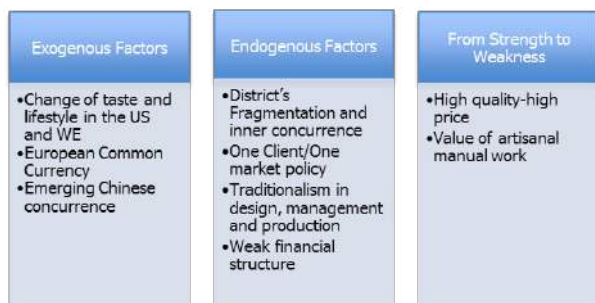 Exogenous Factors
•Change of taste and
lifestyle in the US
and WE
•European Common
Currency
•Emerging Chinese
concurrence
Endogenous Factors
•District's
Fragmentation and
inner concurrence
•One Client/One
market policy
•Traditionalism in
design, management
and production
•Weak financial
structure
From Strength to
Weakness
•High quality-high
price
•Value of artisanal
manual work